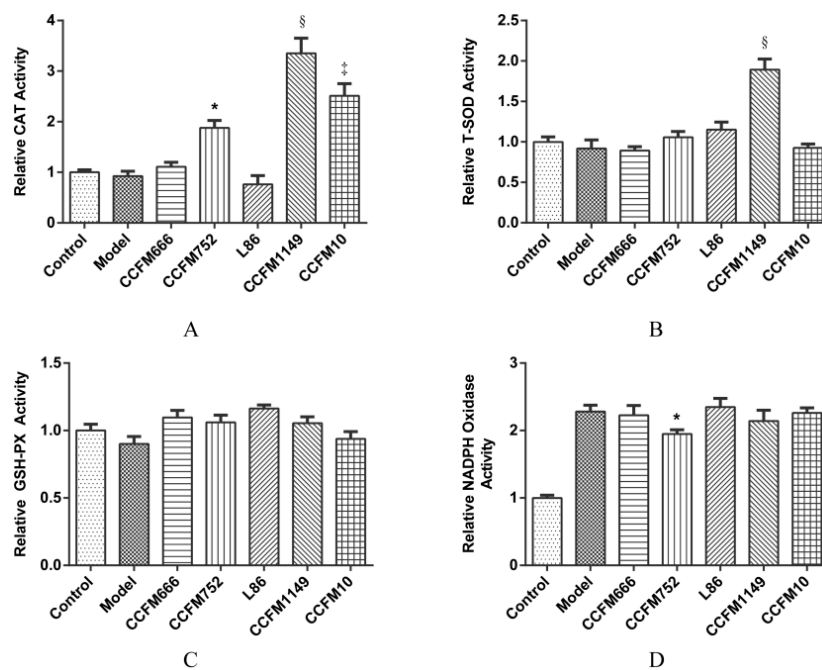 Relative CAT Activity
4
3
2
1
0
*
§
‡
Control
Model
CCFM666
CCFM752
L86
CCFM1149
CCFM10
A
Relative T-SOD Activity
2.5
2.0
1.5
1.0
0.5
0.0
§
Control
Model
CCFM666
CCFM752
L86
CCFM1149
CCFM10
B
Relative GSH-PX Activity
1.5
1.0
0.5
0.0
Control
Model
CCFM666
CCFM752
L86
CCFM1149
CCFM10
C
Relative NADPH Oxidase
Activity
3
2
1
0
*
Control
Model
CCFM666
CCFM752
L86
CCFM1149
CCFM10
D